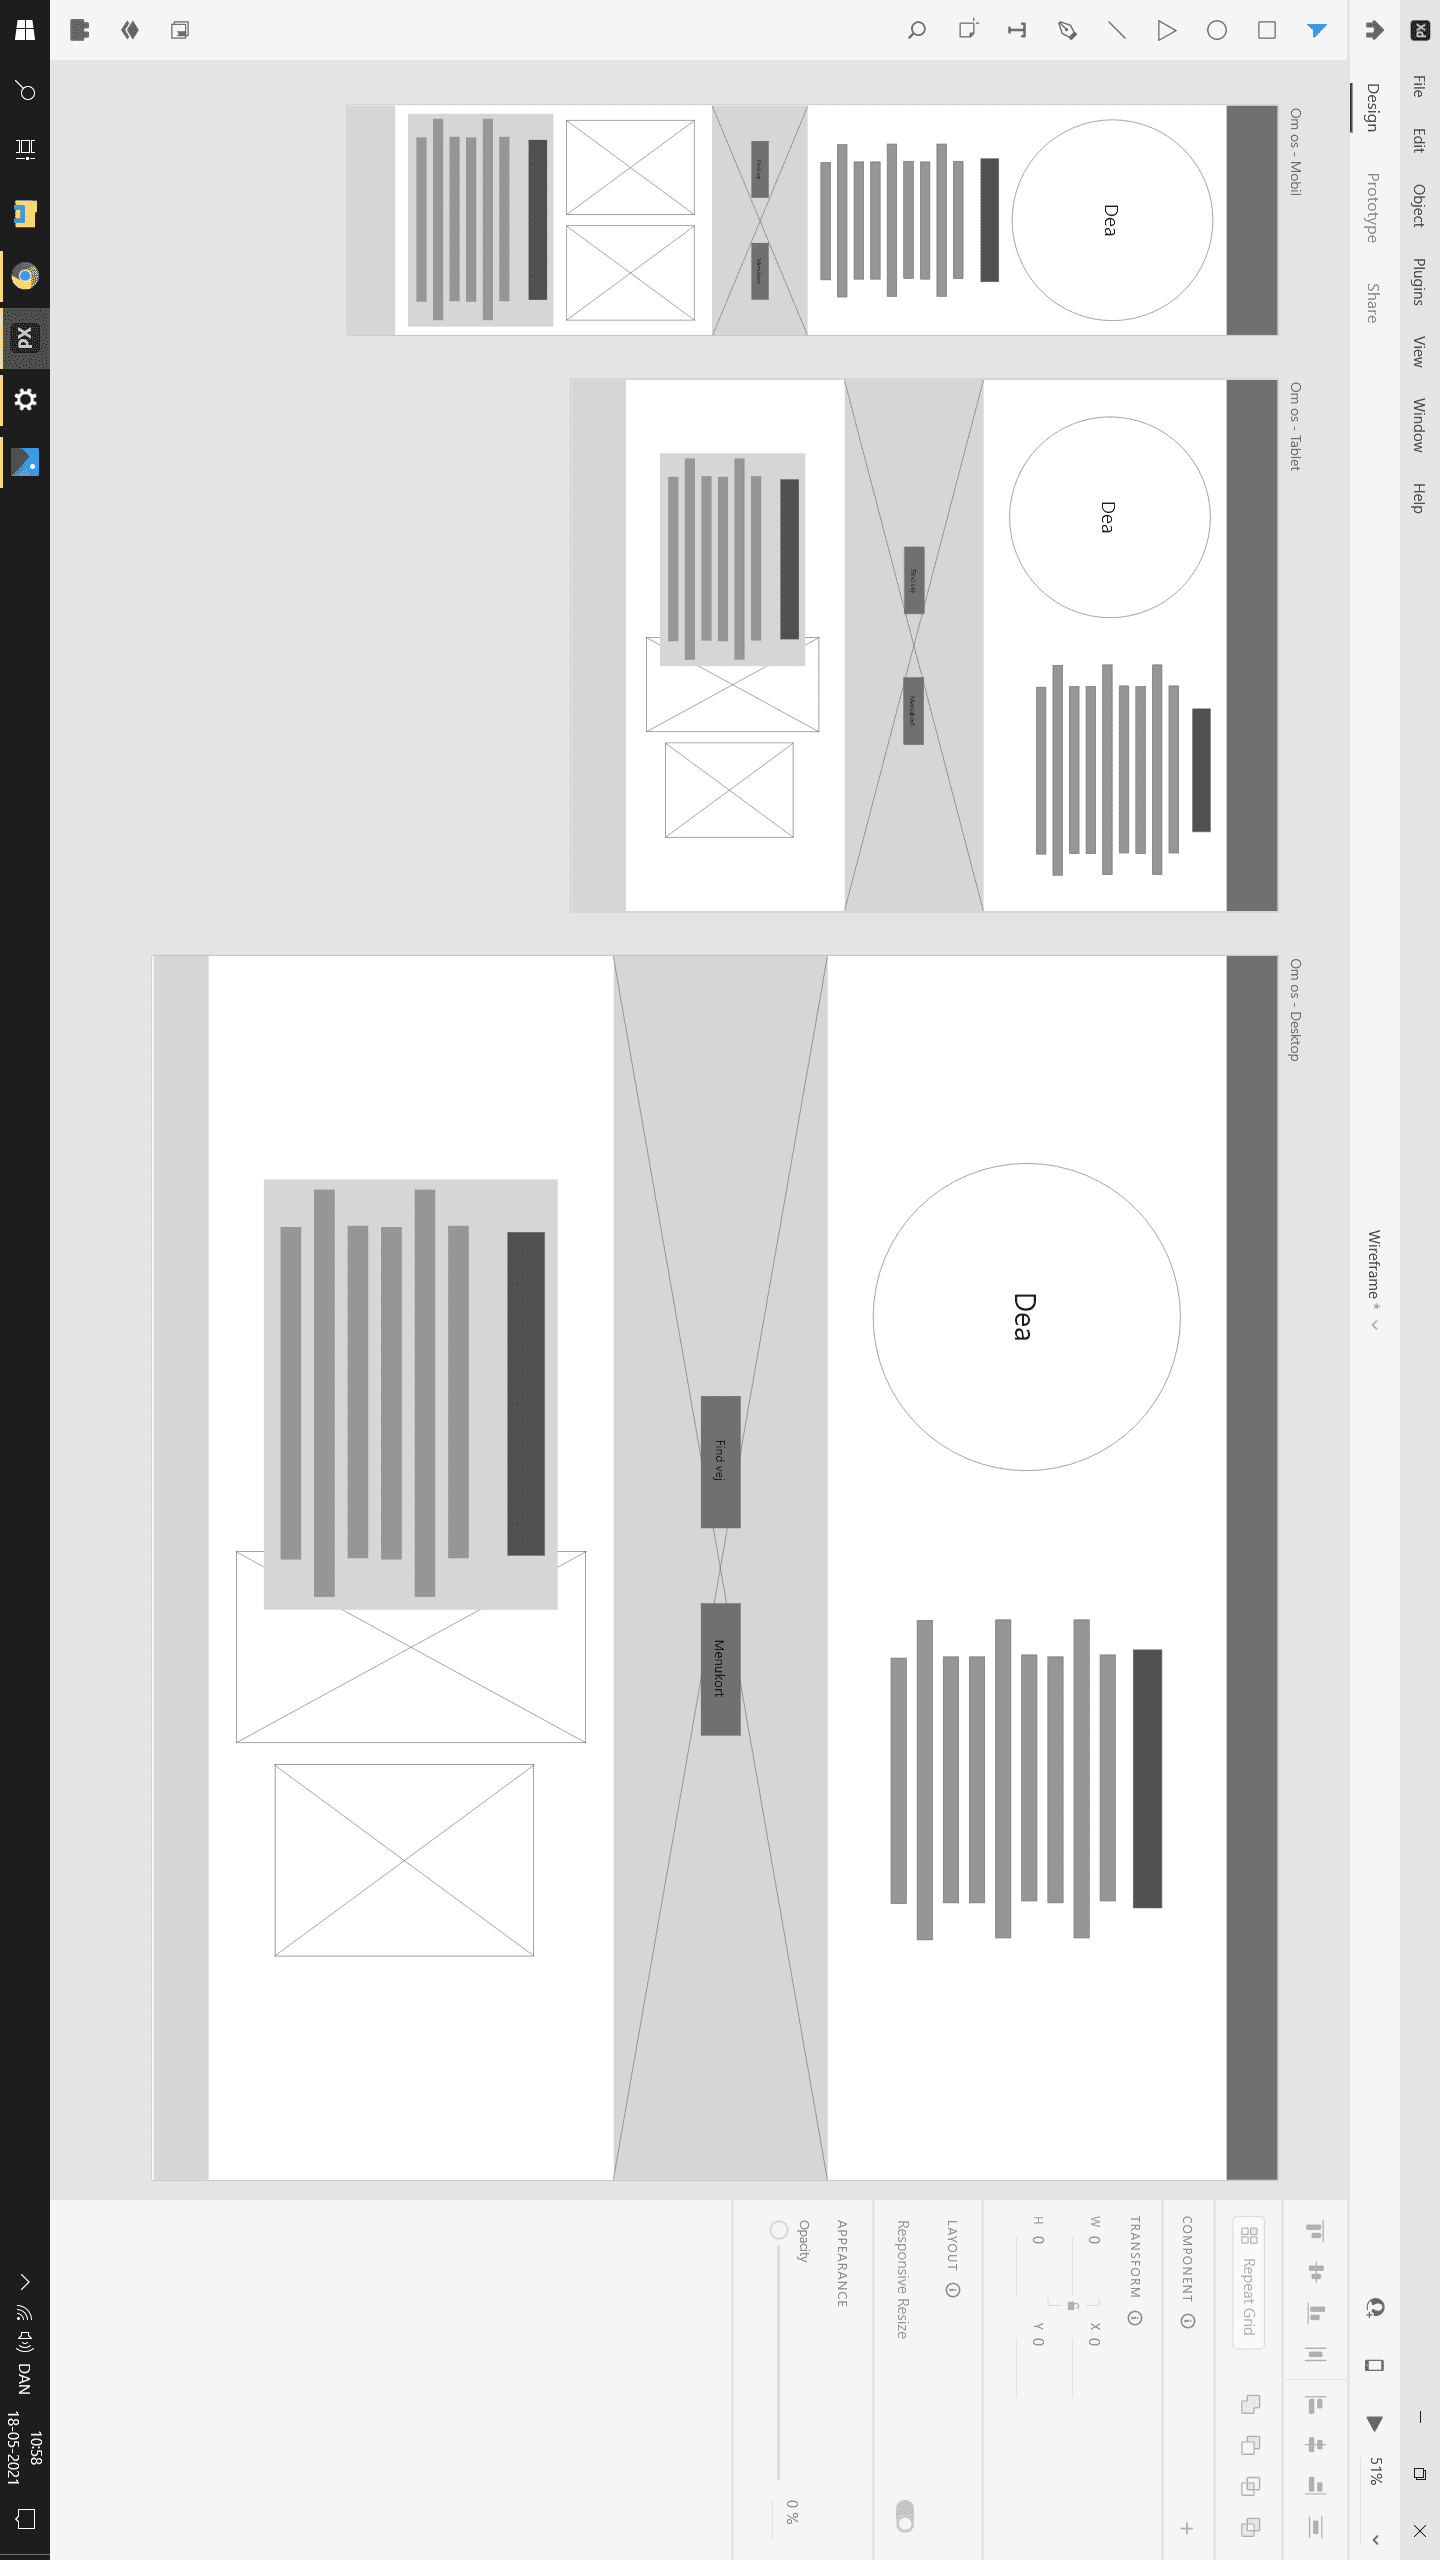 Xd File Edit Object Plugins View Window Help
Design Prototype Share
Wireframe *
51%
Om os - Mobil
Dea
Find vej
Menukort
Om os - Tablet
Dea
Find vej
Menukort
Om os - Desktop
Dea
Find vej
Menukort
Repeat Grid
COMPONENT
TRANSFORM
W 0 X 0
H 0 Y 0
LAYOUT
Responsive Resize
APPEARANCE
Opacity
0 %
Xd
DAN
10:58
18-05-2021